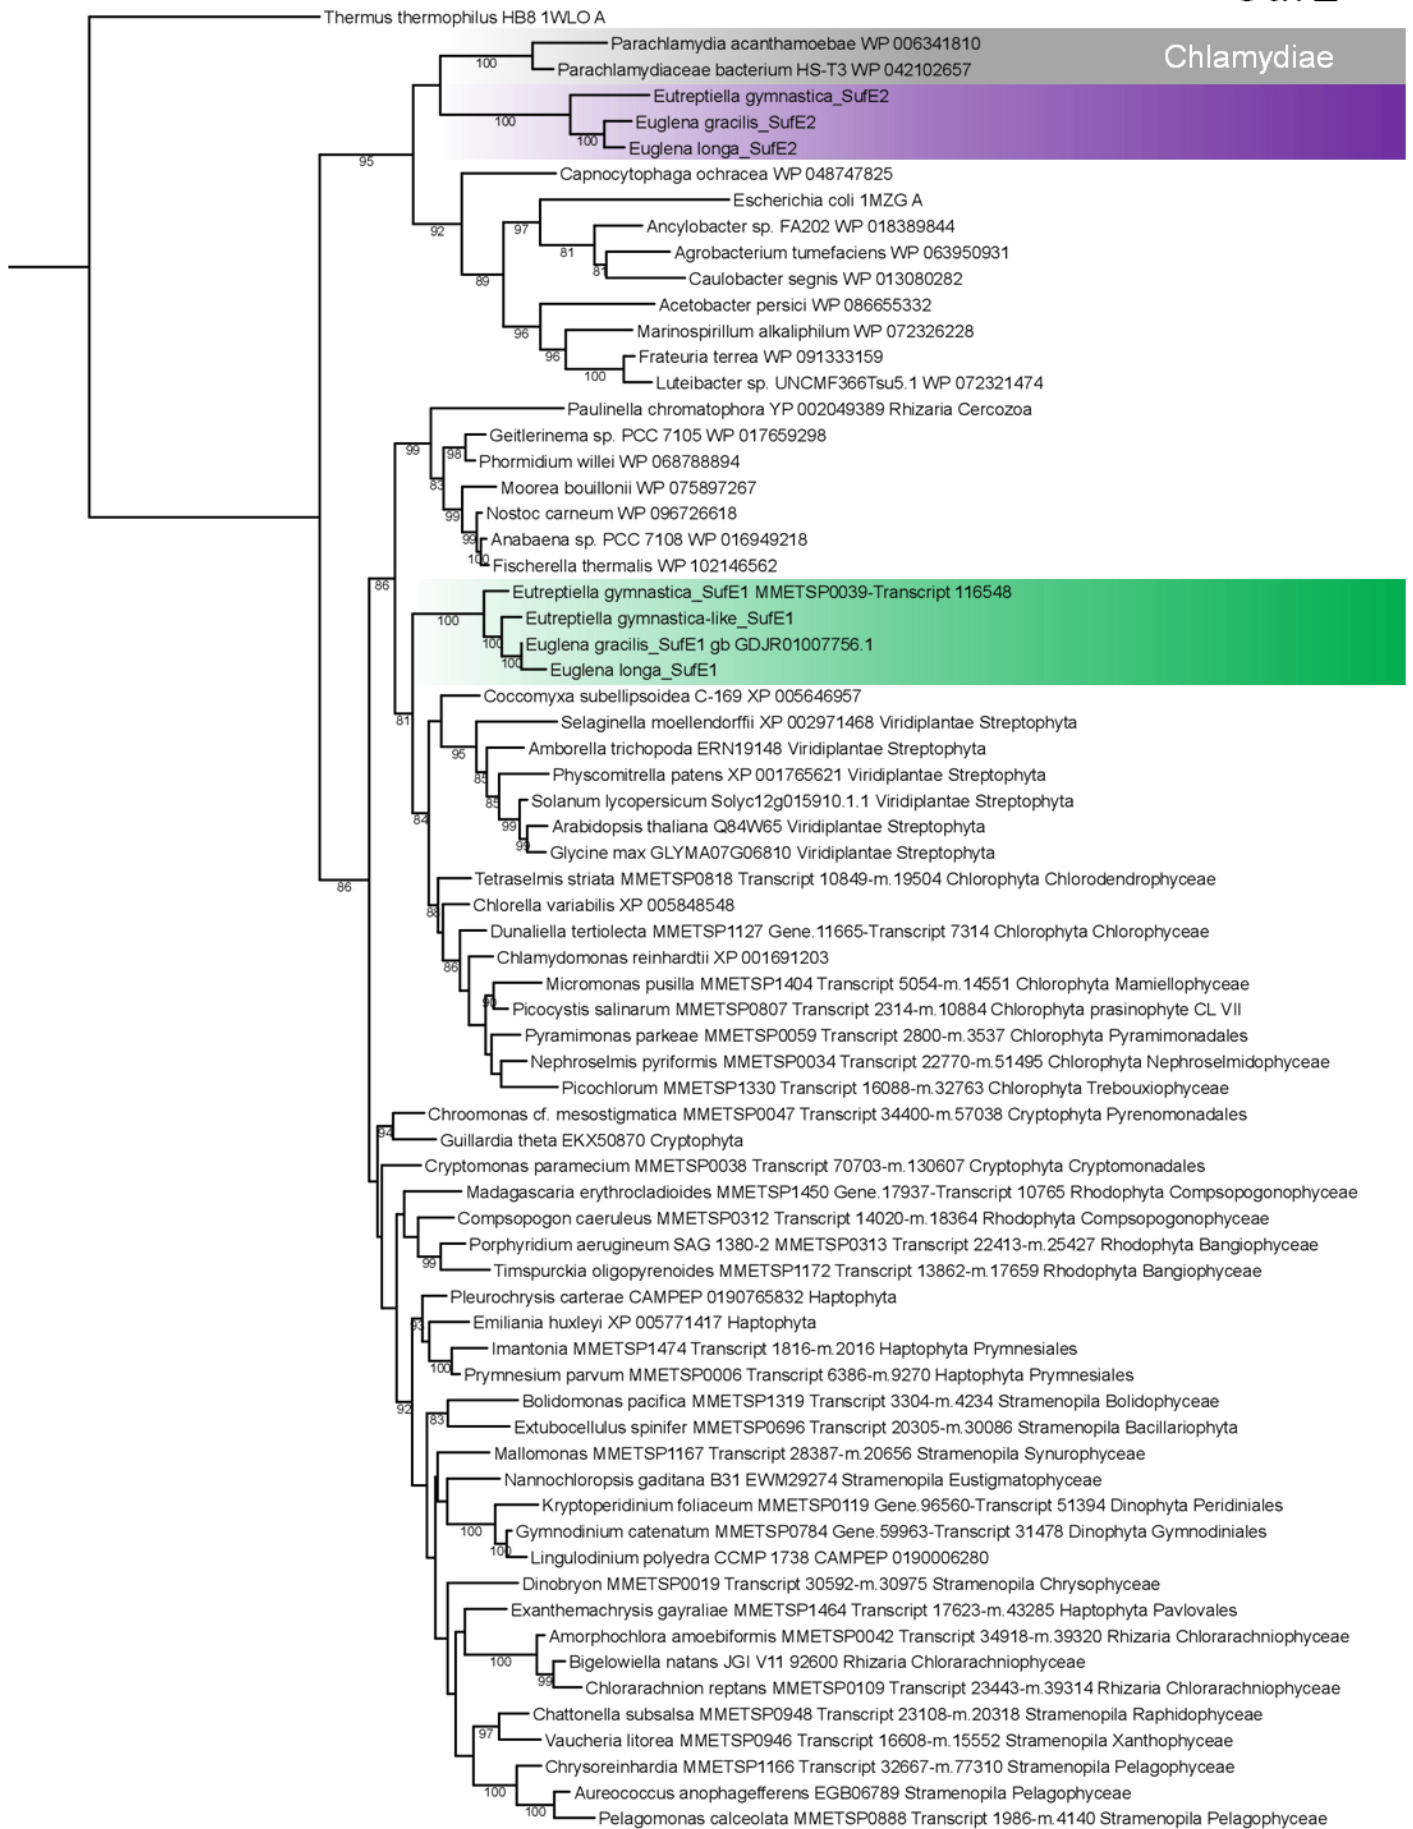 Thermus thermophilus HB8 1WLO A
Parachlamydia acanthamoebae WP 006341810
Chlamydiae
100
Parachlamydiaceae bacterium HS-T3 WP 042102657
Eutreptiella gymnastica_SufE2
100
Euglena gracilis_SufE2
100
Euglena longa_SufE2
95
Capnocytophaga ochracea WP 048747825
Escherichia coli 1MZG A
92
97
Ancylobacter sp. FA202 WP 018389844
81
Agrobacterium tumefaciens WP 063950931
81
89
Caulobacter segnis WP 013080282
Acetobacter persici WP 086655332
96
Marinospirillum alkaliphilum WP 072326228
96
Frateuria terrea WP 091333159
100
Luteibacter sp. UNCMF366Tsu5.1 WP 072321474
Paulinella chromatophora YP 002049389 Rhizaria Cercozoa
Geitlerinema sp. PCC 7105 WP 017659298
99
98
Phormidium willei WP 068788894
83
Moorea bouillonii WP 075897267
99
Nostoc carneum WP 096726618
99
Anabaena sp. PCC 7108 WP 016949218
100
Fischerella thermalis WP 102146562
86
Eutreptiella gymnastica_SufE1 MMETSP0039-Transcript 116548
100
Eutreptiella gymnastica-like_SufE1
100
Euglena gracilis_SufE1 gb GDJR01007756.1
100
Euglena longa_SufE1
Coccomyxa subellipsoidea C-169 XP 005646957
81
Selaginella moellendorffii XP 002971468 Viridiplantae Streptophyta
95
Amborella trichopoda ERN19148 Viridiplantae Streptophyta
85
Physcomitrella patens XP 001765621 Viridiplantae Streptophyta
85
Solanum lycopersicum Solyc12g015910.1.1 Viridiplantae Streptophyta
84
99
Arabidopsis thaliana Q84W65 Viridiplantae Streptophyta
99
Glycine max GLYMA07G06810 Viridiplantae Streptophyta
86
Tetraselmis striata MMETSP0818 Transcript 10849-m.19504 Chlorophyta Chlorodendrophyceae
Chlorella variabilis XP 005848548
Dunaliella tertiolecta MMETSP1127 Gene.11665-Transcript 7314 Chlorophyta Chlorophyceae
Chlamydomonas reinhardtii XP 001691203
86
Micromonas pusilla MMETSP1404 Transcript 5054-m.14551 Chlorophyta Mamiellophyceae
90
Picocystis salinarum MMETSP0807 Transcript 2314-m.10884 Chlorophyta prasinophyte CL VII
Pyramimonas parkeae MMETSP0059 Transcript 2800-m.3537 Chlorophyta Pyramimonadales
Nephroselmis pyriformis MMETSP0034 Transcript 22770-m.51495 Chlorophyta Nephroselmidophyceae
Picochlorum MMETSP1330 Transcript 16088-m.32763 Chlorophyta Trebouxiophyceae
Chroomonas cf. mesostigmatica MMETSP0047 Transcript 34400-m.57038 Cryptophyta Pyrenomonadales
94
Guillardia theta EKX50870 Cryptophyta
Cryptomonas paramecium MMETSP0038 Transcript 70703-m.130607 Cryptophyta Cryptomonadales
Madagascaria erythrocladioides MMETSP1450 Gene.17937-Transcript 10765 Rhodophyta Compsopogonophyceae
Compsopogon caeruleus MMETSP0312 Transcript 14020-m.18364 Rhodophyta Compsopogonophyceae
Porphyridium aerugineum SAG 1380-2 MMETSP0313 Transcript 22413-m.25427 Rhodophyta Bangiophyceae
99
Timspurckia oligopyrenoides MMETSP1172 Transcript 13862-m.17659 Rhodophyta Bangiophyceae
Pleurochrysis carterae CAMPEP 0190765832 Haptophyta
93
Emiliania huxleyi XP 005771417 Haptophyta
Imantonia MMETSP1474 Transcript 1816-m.2016 Haptophyta Prymnesiales
100
Prymnesium parvum MMETSP0006 Transcript 6386-m.9270 Haptophyta Prymnesiales
Bolidomonas pacifica MMETSP1319 Transcript 3304-m.4234 Stramenopila Bolidophyceae
92
83
Extubocellulus spinifer MMETSP0696 Transcript 20305-m.30086 Stramenopila Bacillariophyta
Mallomonas MMETSP1167 Transcript 28387-m.20656 Stramenopila Synurophyceae
Nannochloropsis gaditana B31 EWM29274 Stramenopila Eustigmatophyceae
Kryptoperidinium foliaceum MMETSP0119 Gene.96560-Transcript 51394 Dinophyta Peridiniales
100
Gymnodinium catenatum MMETSP0784 Gene.59963-Transcript 31478 Dinophyta Gymnodiniales
100
Lingulodinium polyedra CCMP 1738 CAMPEP 0190006280
Dinobryon MMETSP0019 Transcript 30592-m.30975 Stramenopila Chrysophyceae
Exanthemachrysis gayraliae MMETSP1464 Transcript 17623-m.43285 Haptophyta Pavlovales
Amorphochlora amoebiformis MMETSP0042 Transcript 34918-m.39320 Rhizaria Chlorarachniophyceae
100
Bigelowiella natans JGI V11 92600 Rhizaria Chlorarachniophyceae
99
Chlorarachnion reptans MMETSP0109 Transcript 23443-m.39314 Rhizaria Chlorarachniophyceae
Chattonella subsalsa MMETSP0948 Transcript 23108-m.20318 Stramenopila Raphidophyceae
97
Vaucheria litorea MMETSP0946 Transcript 16608-m.15552 Stramenopila Xanthophyceae
Chrysoreinhardia MMETSP1166 Transcript 32667-m.77310 Stramenopila Pelagophyceae
100
Aureococcus anophagefferens EGB06789 Stramenopila Pelagophyceae
100
Pelagomonas calceolata MMETSP0888 Transcript 1986-m.4140 Stramenopila Pelagophyceae